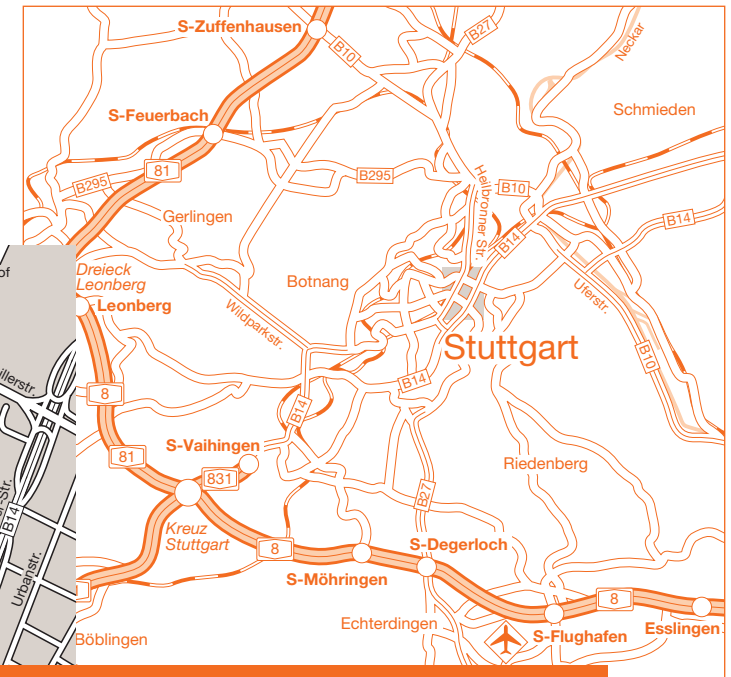 S-Zuffenhausen
B27
B10
Neckar
Schmieden
S-Feuerbach
81
B295
B295
Heilbronner Str.
B10
Gerlingen
B14
B14
Dreieck
Leonberg
Leonberg
Botnang
Wildparkstr.
Uferstr.
Stuttgart
B10
8
B14
B14
S-Vaihingen
81
831
Riedenberg
B27
Kreuz
Stuttgart
8
S-Degerloch
S-Möhringen
8
Echterdingen
S-Flughafen
Esslingen
Böblingen
B14
Urbanstr.